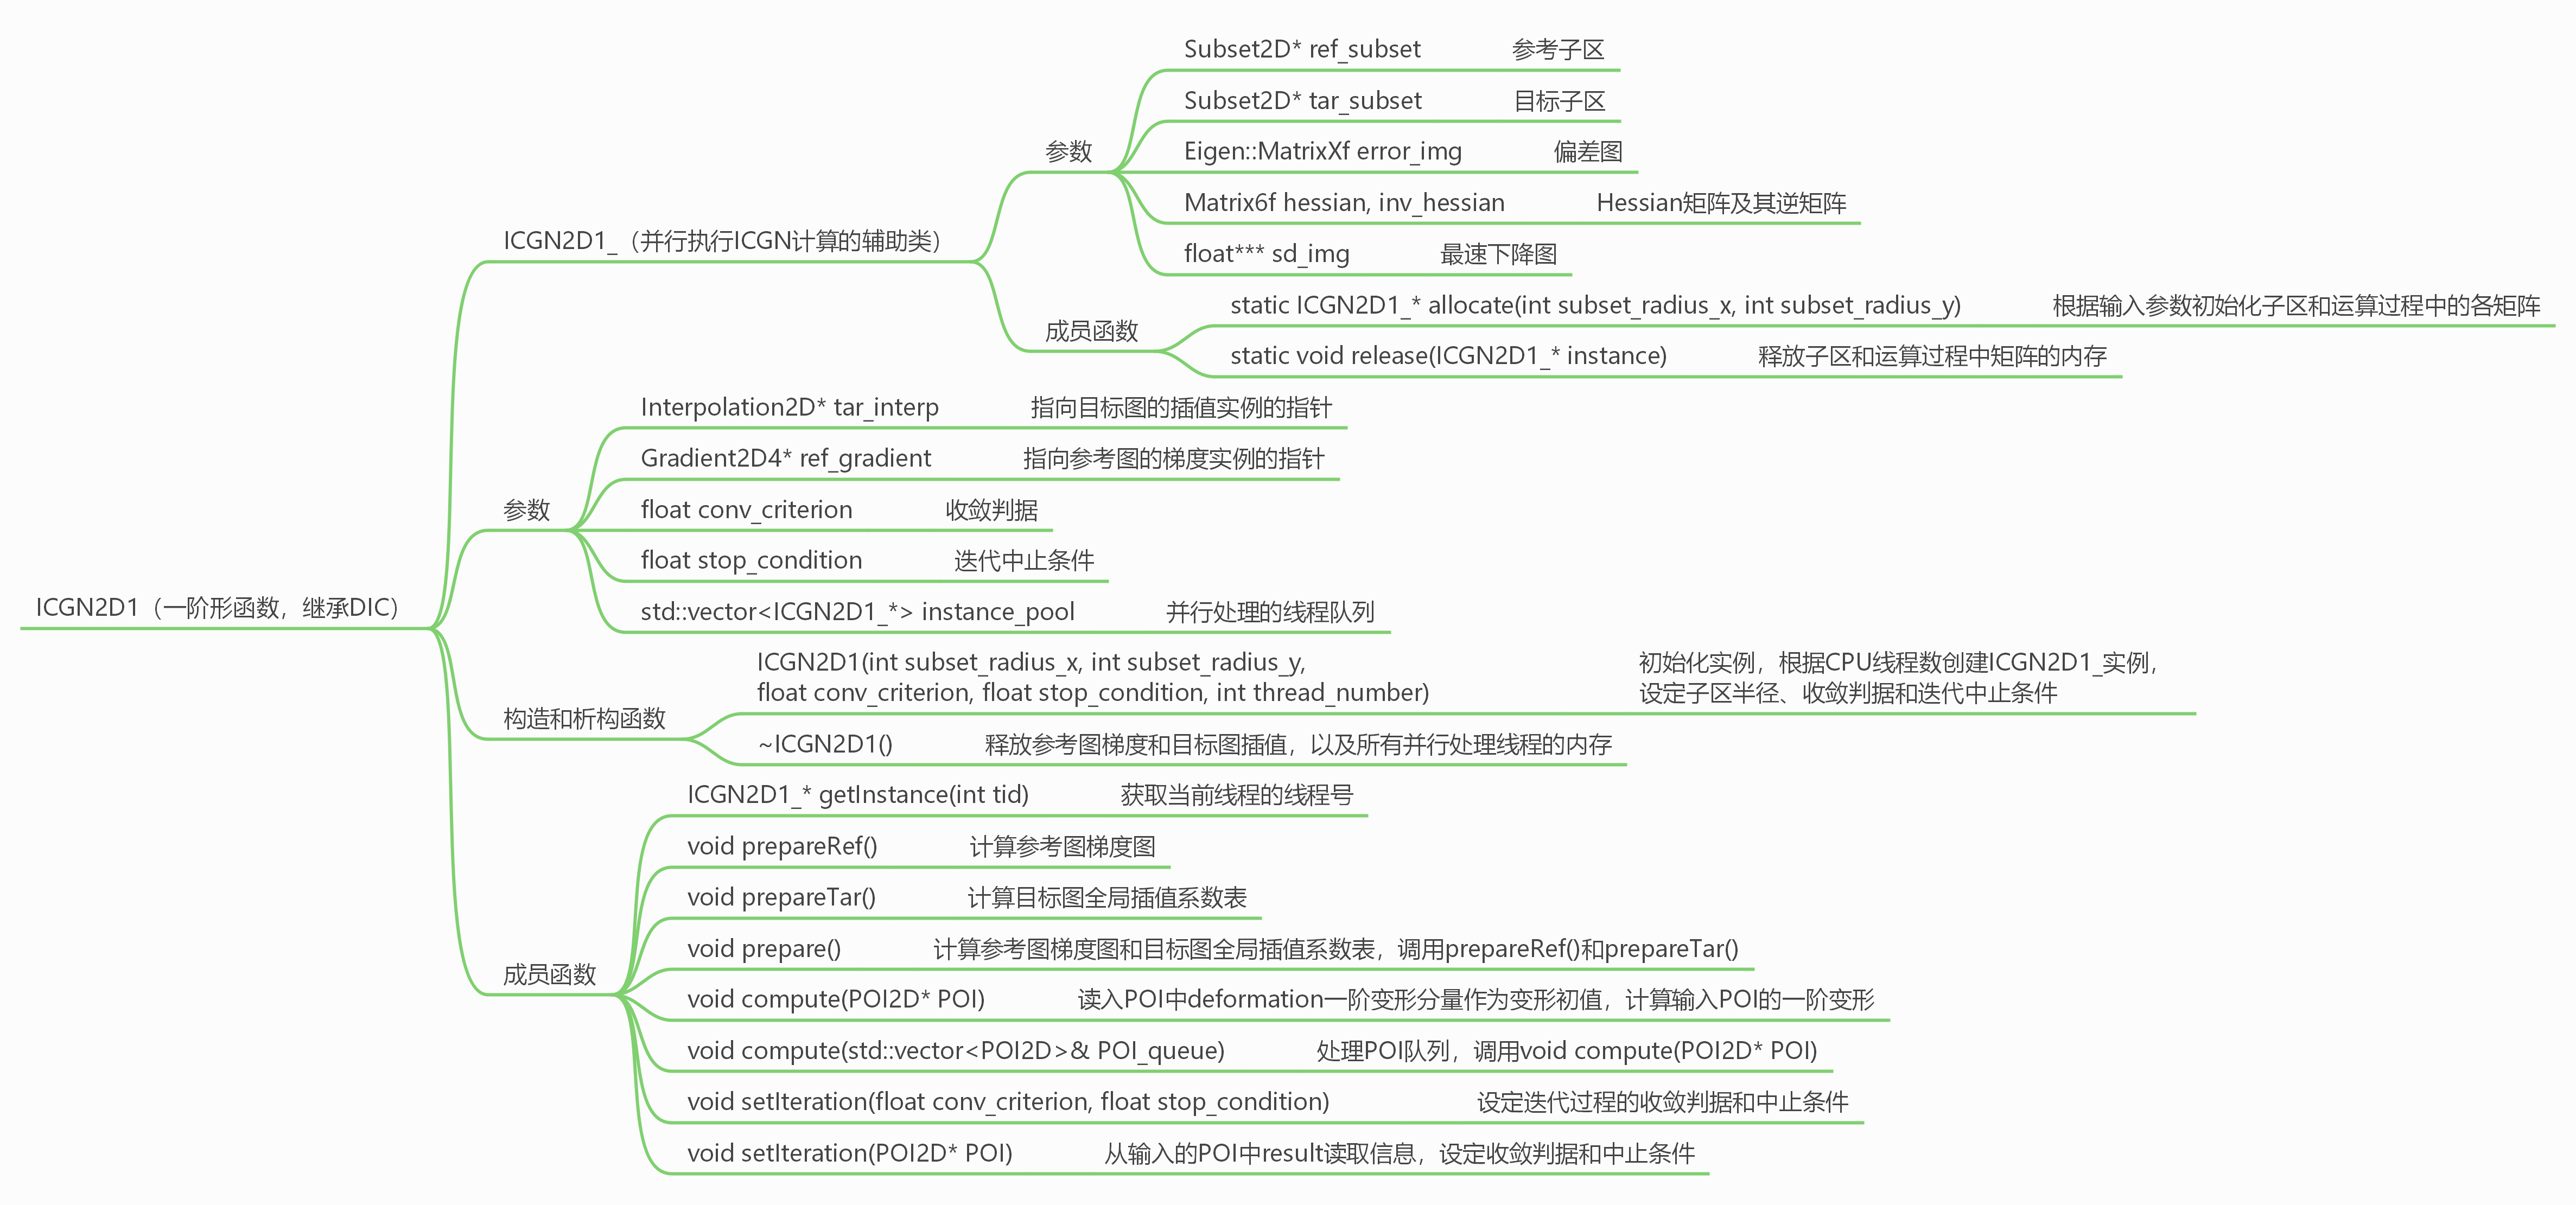 ICGN2D1（一阶形函数，继承DIC）
ICGN2D1_（并行执行ICGN计算的辅助类）
参数
Subset2D* ref_subset 参考子区
Subset2D* tar_subset 目标子区
Eigen::MatrixXf error_img 偏差图
Matrix6f hessian, inv_hessian Hessian矩阵及其逆矩阵
float*** sd_img 最速下降图
成员函数
static ICGN2D1_* allocate(int subset_radius_x, int subset_radius_y) 根据输入参数初始化子区和运算过程中的各矩阵
static void release(ICGN2D1_* instance) 释放子区和运算过程中矩阵的内存
参数
Interpolation2D* tar_interp 指向目标图的插值实例的指针
Gradient2D4* ref_gradient 指向参考图的梯度实例的指针
float conv_criterion 收敛判据
float stop_condition 迭代中止条件
std::vector<ICGN2D1_*> instance_pool 并行处理的线程队列
构造和析构函数
ICGN2D1(int subset_radius_x, int subset_radius_y,
float conv_criterion, float stop_condition, int thread_number)
初始化实例，根据CPU线程数创建ICGN2D1_实例，
设定子区半径、收敛判据和迭代中止条件
~ICGN2D1() 释放参考图梯度和目标图插值，以及所有并行处理线程的内存
成员函数
ICGN2D1_* getInstance(int tid) 获取当前线程的线程号
void prepareRef() 计算参考图梯度图
void prepareTar() 计算目标图全局插值系数表
void prepare() 计算参考图梯度图和目标图全局插值系数表，调用prepareRef()和prepareTar()
void compute(POI2D* POI) 读入POI中deformation一阶变形分量作为变形初值，计算输入POI的一阶变形
void compute(std::vector<POI2D>& POI_queue) 处理POI队列，调用void compute(POI2D* POI)
void setIteration(float conv_criterion, float stop_condition) 设定迭代过程的收敛判据和中止条件
void setIteration(POI2D* POI) 从输入的POI中result读取信息，设定收敛判据和中止条件